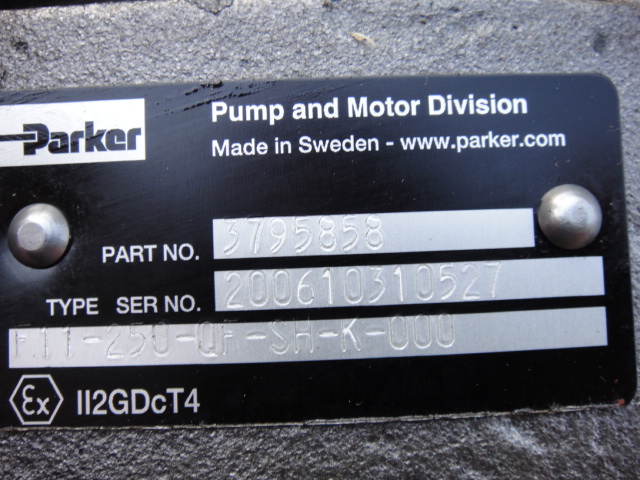 Parker
Pump and Motor Division
Made in Sweden - www.parker.com
PART NO. 3795858
TYPE SER NO. 200610310527
F11-250-QF-SH-K-000
Ex II2GDcT4